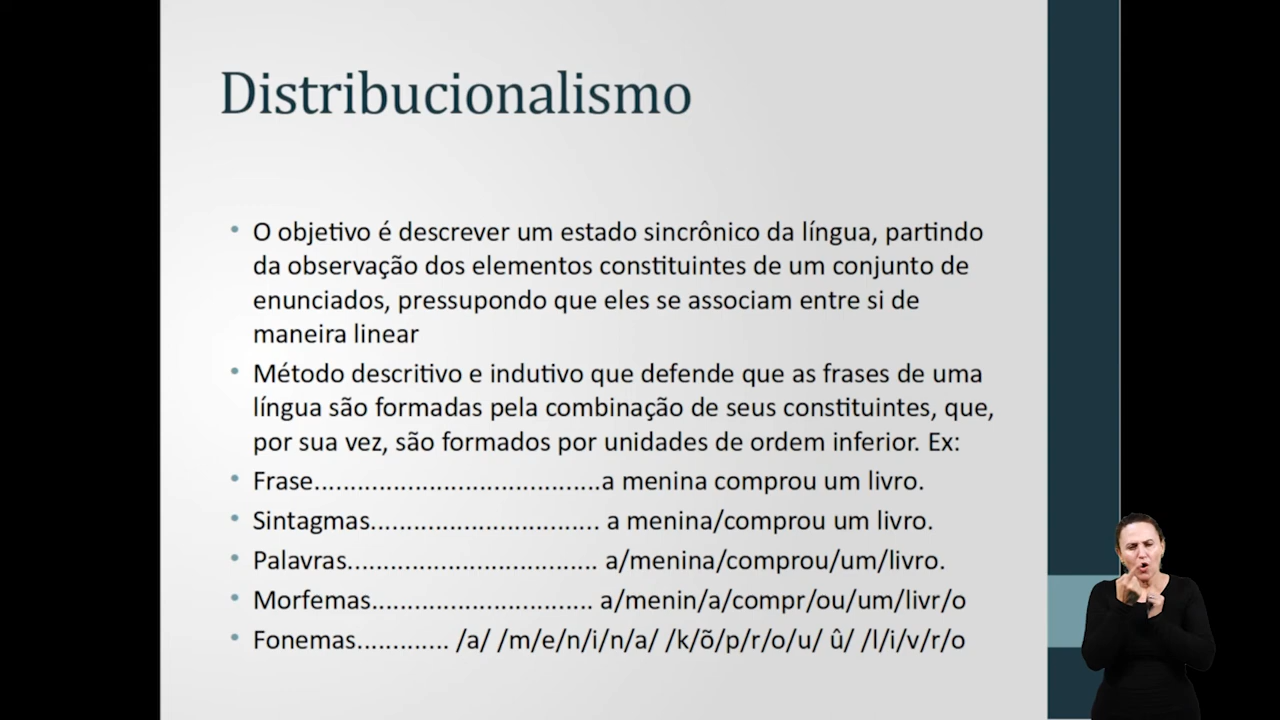 Distribucionalismo
• O objetivo é descrever um estado sincrônico da língua, partindo
da observação dos elementos constituintes de um conjunto de
enunciados, pressupondo que eles se associam entre si de
maneira linear
• Método descritivo e indutivo que defende que as frases de uma
língua são formadas pela combinação de seus constituintes, que,
por sua vez, são formados por unidades de ordem inferior. Ex:
• Frase........................................a menina comprou um livro.
• Sintagmas................................ a menina/comprou um livro.
• Palavras................................... a/menina/comprou/um/livro.
• Morfemas............................... a/menin/a/compr/ou/um/livr/o
• Fonemas............. /a/ /m/e/n/i/n/a/ /k/õ/p/r/o/u/ û/ /l/i/v/r/o